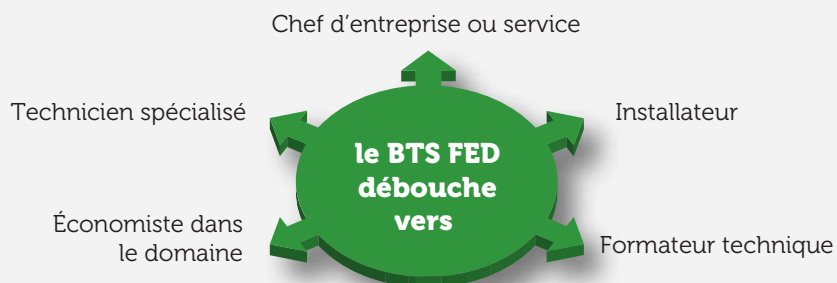 Chef d’entreprise ou service
Technicien spécialisé
Installateur
le BTS FED
débouche
vers
Économiste dans
le domaine
Formateur technique